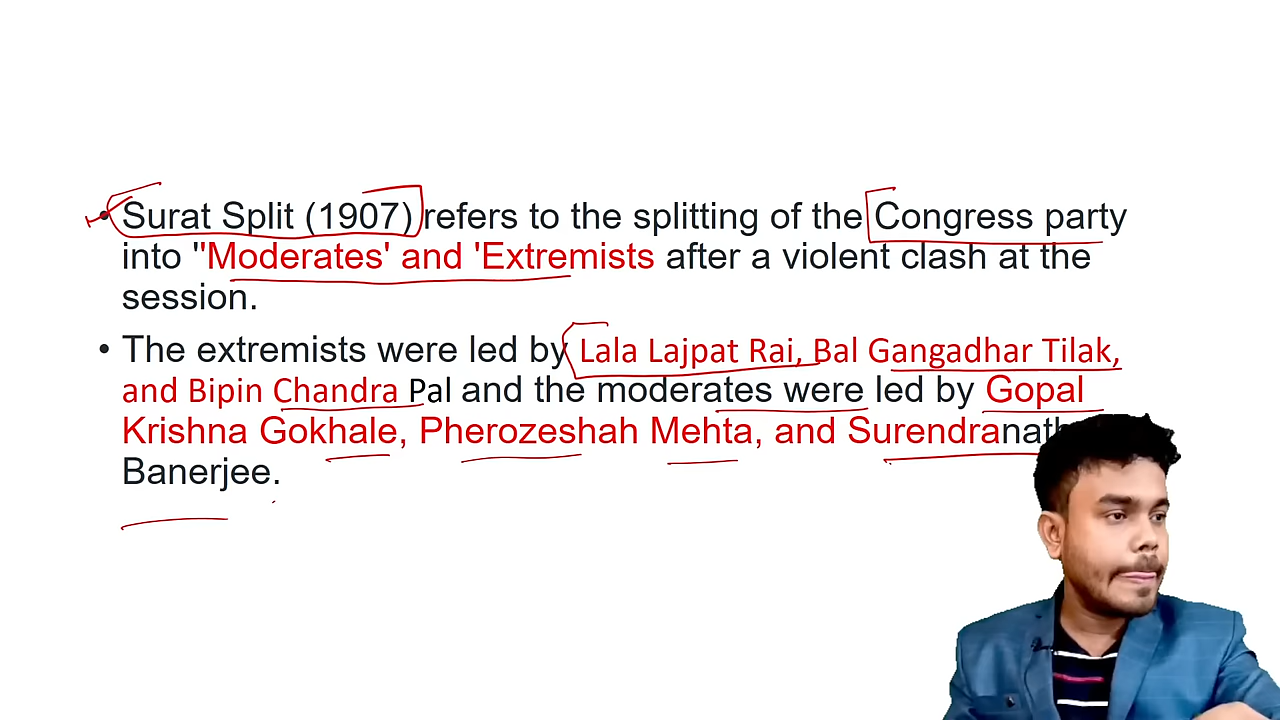 • Surat Split (1907) refers to the splitting of the Congress party
into "Moderates' and 'Extremists after a violent clash at the
session.
• The extremists were led by Lala Lajpat Rai, Bal Gangadhar Tilak,
and Bipin Chandra Pal and the moderates were led by Gopal
Krishna Gokhale, Pherozeshah Mehta, and Surendranath
Banerjee.